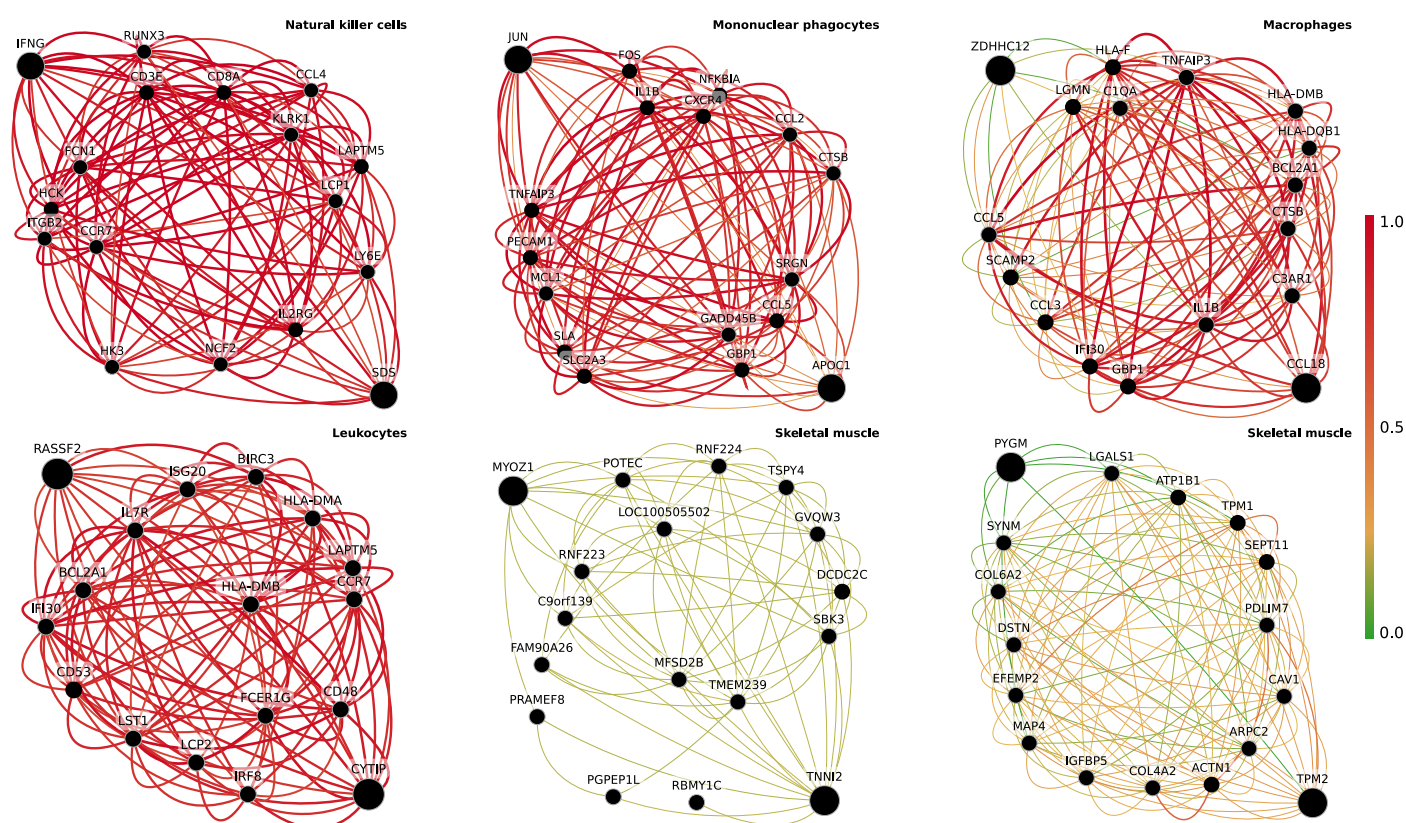 Natural killer cells
IFNG
RUNX3
CD3E
CD8A
CCL4
KLRK1
FCN1
LAPTM5
HCK
LCP1
ITGB2
CCR7
LY6E
IL2RG
HK3
NCF2
SDS
Mononuclear phagocytes
JUN
FOS
NFKBIA
IL1B
CXCR4
CCL2
CTSB
TNFAIP3
PECAM1
MCL1
SRGN
CCL5
GADD45B
SLA
SLC2A3
GBP1
APOC1
Macrophages
ZDHHC12
HLA-F
TNFAIP3
LGMN
C1QA
HLA-DMB
HLA-DQB1
BCL2A1
CCL5
CTSB
SCAMP2
C3AR1
CCL3
IL1B
IFI30
GBP1
CCL18
1.0
0.5
0.0
Leukocytes
RASSF2
ISG20
BIRC3
HLA-DMA
IL7R
LAPTM5
BCL2A1
HLA-DMB
CCR7
IFI30
CD53
FCER1G
CD48
LST1
LCP2
IRF8
CYTIP
Skeletal muscle
MYOZ1
POTEC
RNF224
TSPY4
LOC100505502
GVQW3
RNF223
DCDC2C
C9orf139
SBK3
FAM90A26
MFSD2B
TMEM239
PRAMEF8
PGPEP1L
RBMY1C
TNNI2
Skeletal muscle
PYGM
LGALS1
ATP1B1
TPM1
SYNM
SEPT11
COL6A2
PDLIM7
DSTN
EFEMP2
CAV1
MAP4
ARPC2
IGFBP5
COL4A2
ACTN1
TPM2